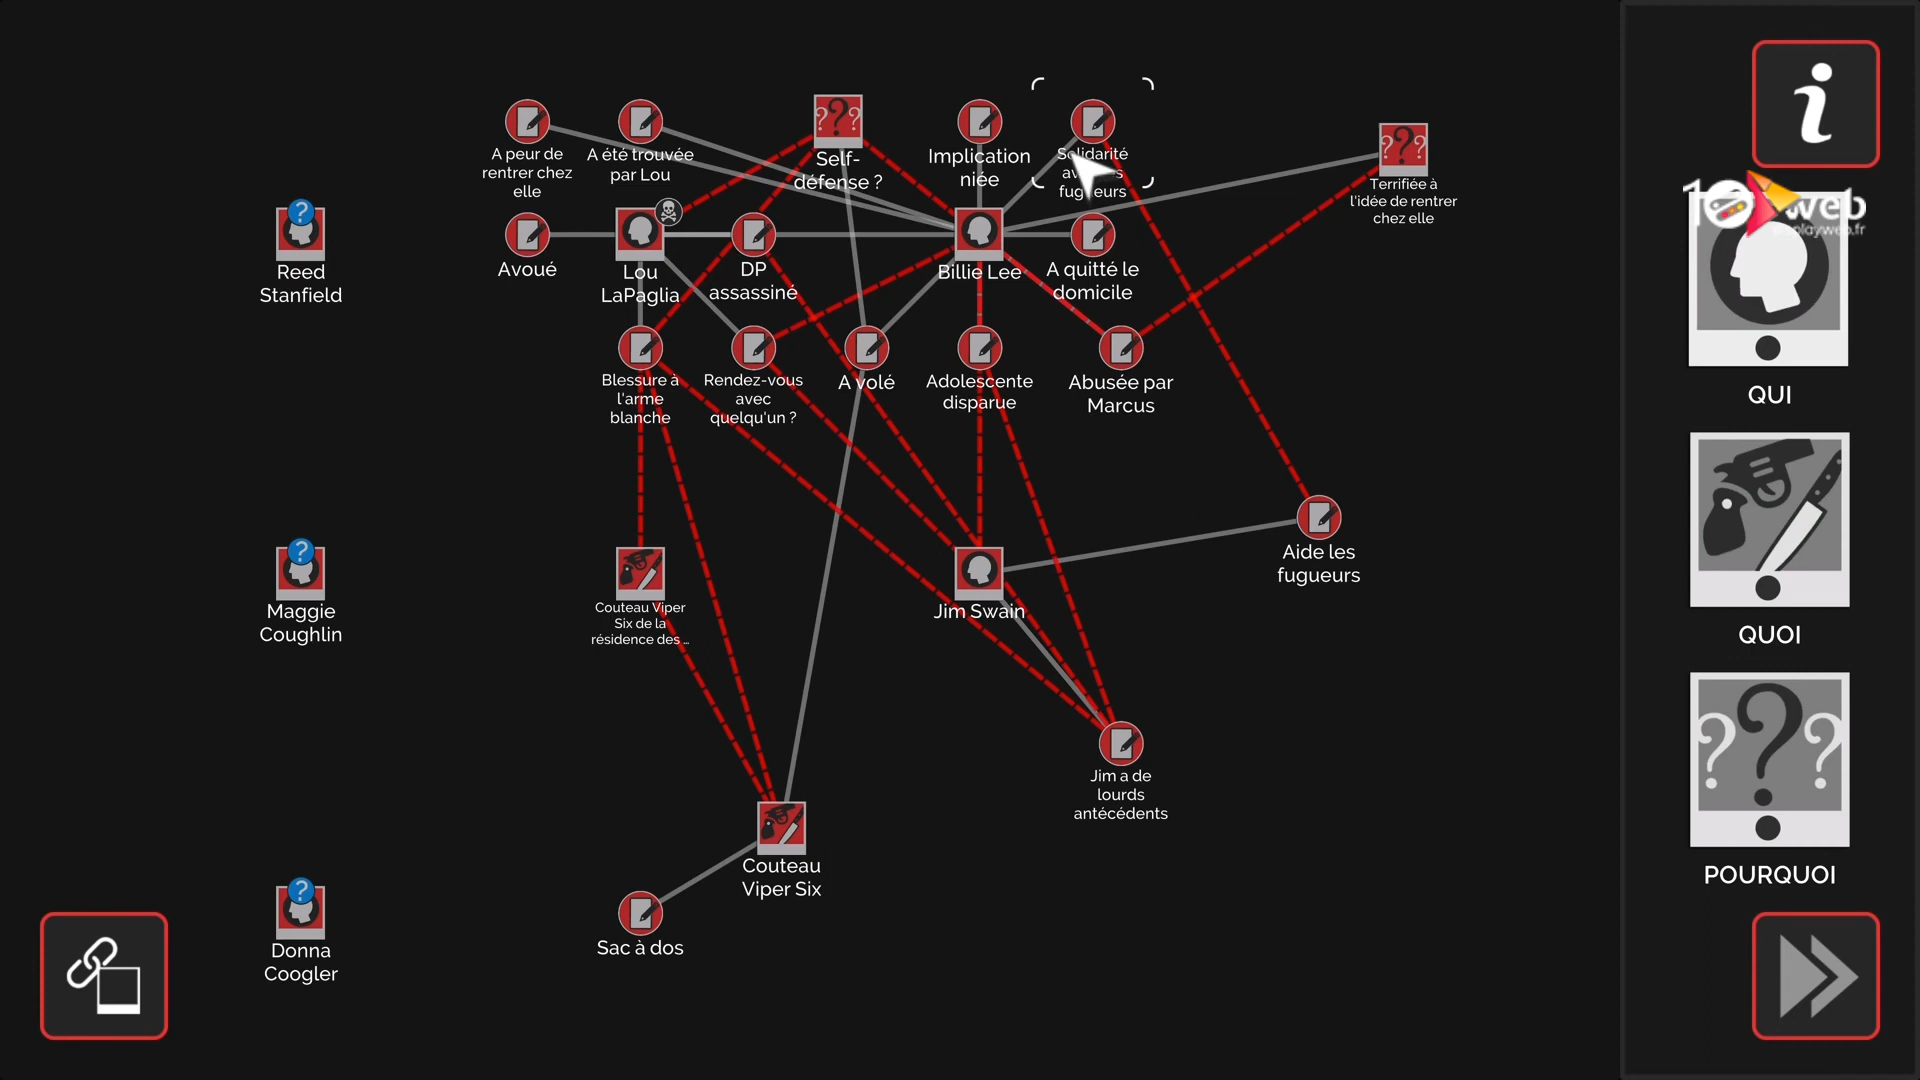 A peur de
rentrer chez
elle
A été trouvée
par Lou
Self-
défense ?
Implication
niée
Solidarité
fugueurs
Terrifiée à
l'idée de rentrer
chez elle
web
Reed
Stanfield
Avoué
Lou
LaPaglia
DP
assassiné
Billie Lee
A quitté le
domicile
Blessure à
l'arme
blanche
Rendez-vous
avec
quelqu'un ?
A volé
Adolescente
disparue
Abusée par
Marcus
QUI
Maggie
Coughlin
Couteau Viper
Six de la
résidence des ...
Jim Swain
Aide les
fugueurs
QUOI
Jim a de
lourds
antécédents
Couteau
Viper Six
POURQUOI
Donna
Coogler
Sac à dos